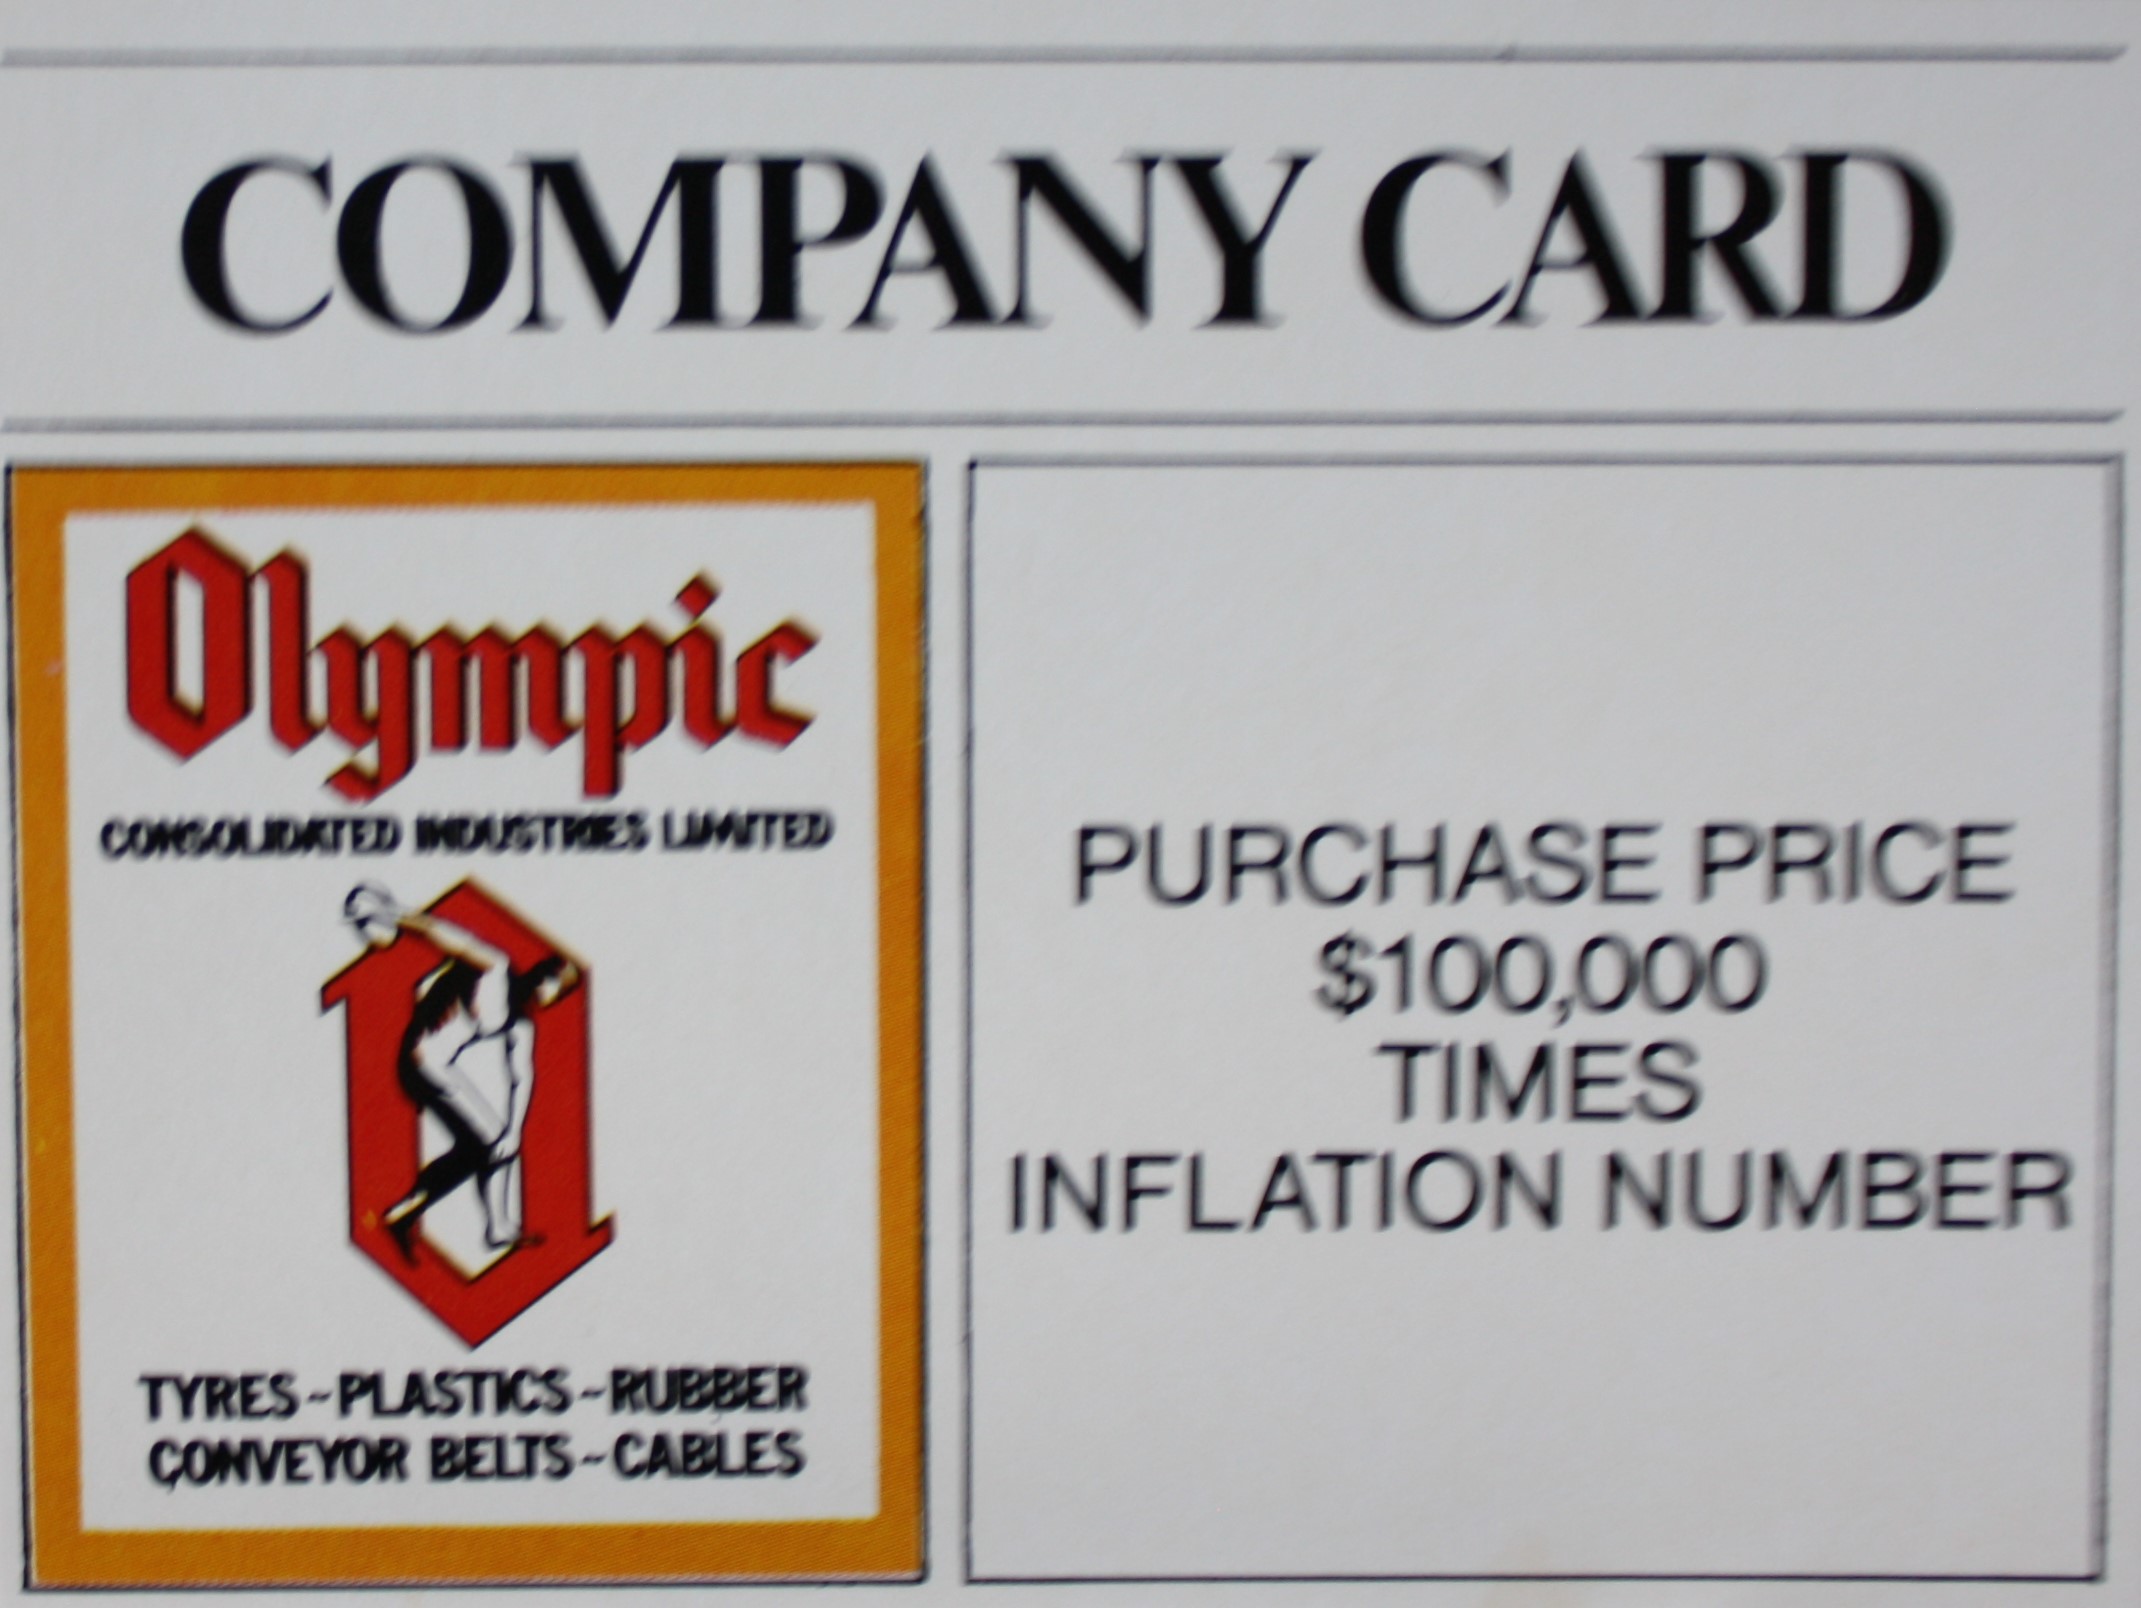 COMPANY CARD
Olympic
CONSOLIDATED INDUSTRIES LIMITED
TYRES~PLASTICS~RUBBER
CONVEYOR BELTS~CABLES
PURCHASE PRICE
$100,000
TIMES
INFLATION NUMBER